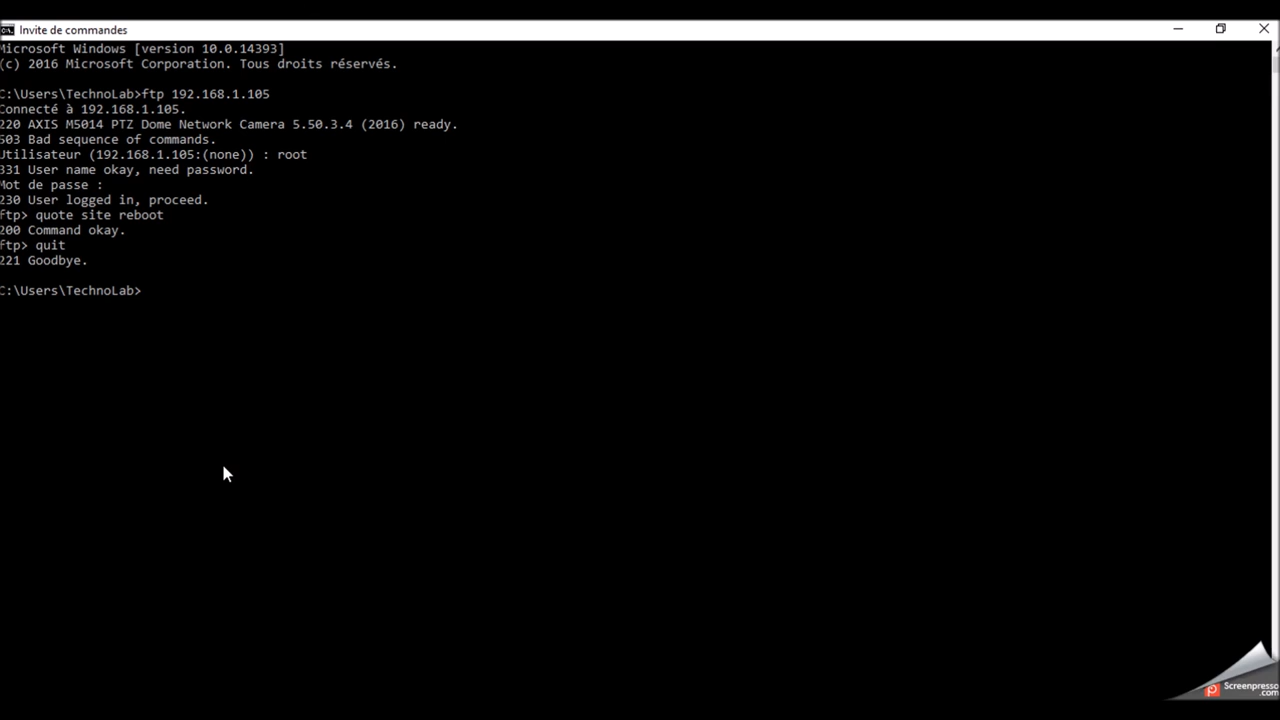 Invite de commandes
Microsoft Windows [version 10.0.14393]
(c) 2016 Microsoft Corporation. Tous droits réservés.
C:\Users\TechnoLab>ftp 192.168.1.105
Connecté à 192.168.1.105.
220 AXIS M5014 PTZ Dome Network Camera 5.50.3.4 (2016) ready.
503 Bad sequence of commands.
Utilisateur (192.168.1.105:(none)) : root
331 User name okay, need password.
Mot de passe :
230 User logged in, proceed.
ftp> quote site reboot
200 Command okay.
ftp> quit
221 Goodbye.
C:\Users\TechnoLab>
Screenpresso
.com